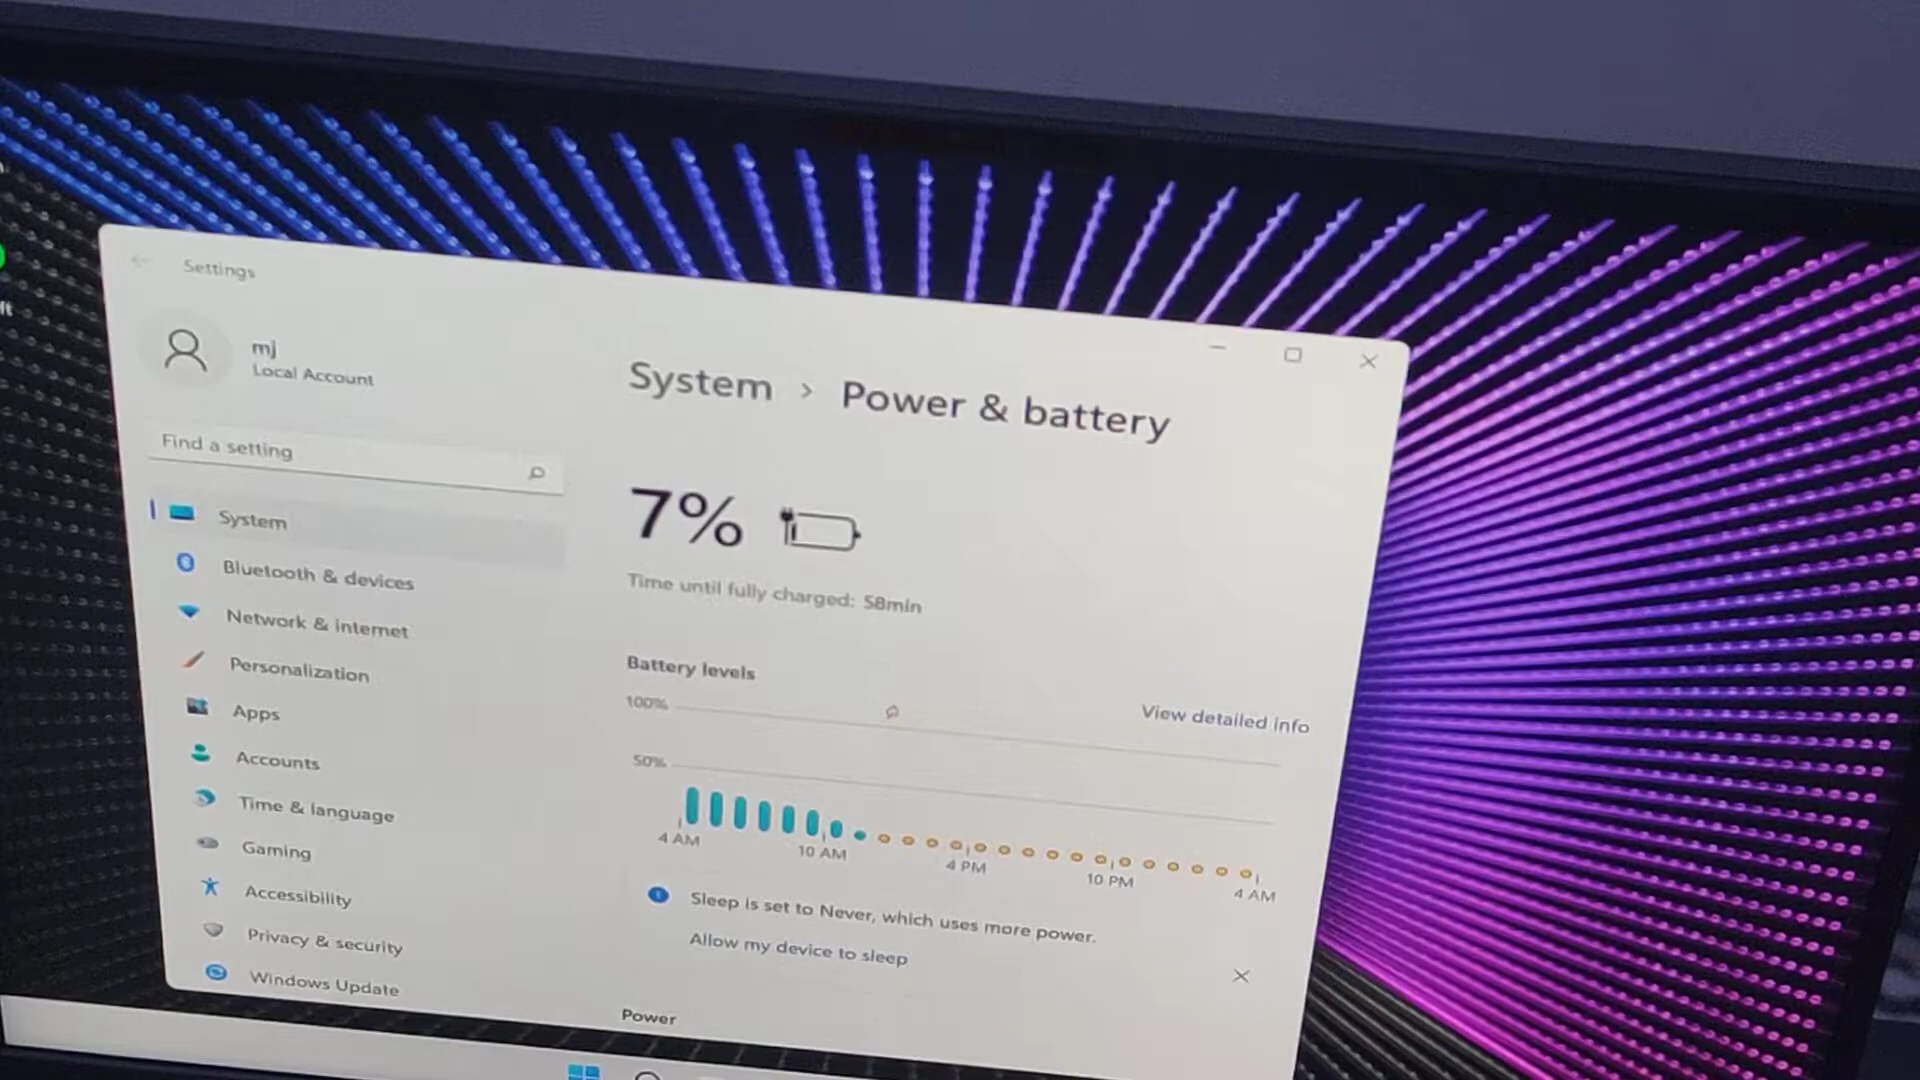 Settings
mj
Local Account
Find a setting
System
Bluetooth & devices
Network & internet
Personalization
Apps
Accounts
Time & language
Gaming
Accessibility
Privacy & security
Windows Update
System › Power & battery
7%
Time until fully charged: 58min
Battery levels
View detailed info
100%
50%
4 AM
10 AM
4 PM
10 PM
4 AM
Sleep is set to Never, which uses more power.
Allow my device to sleep
Power